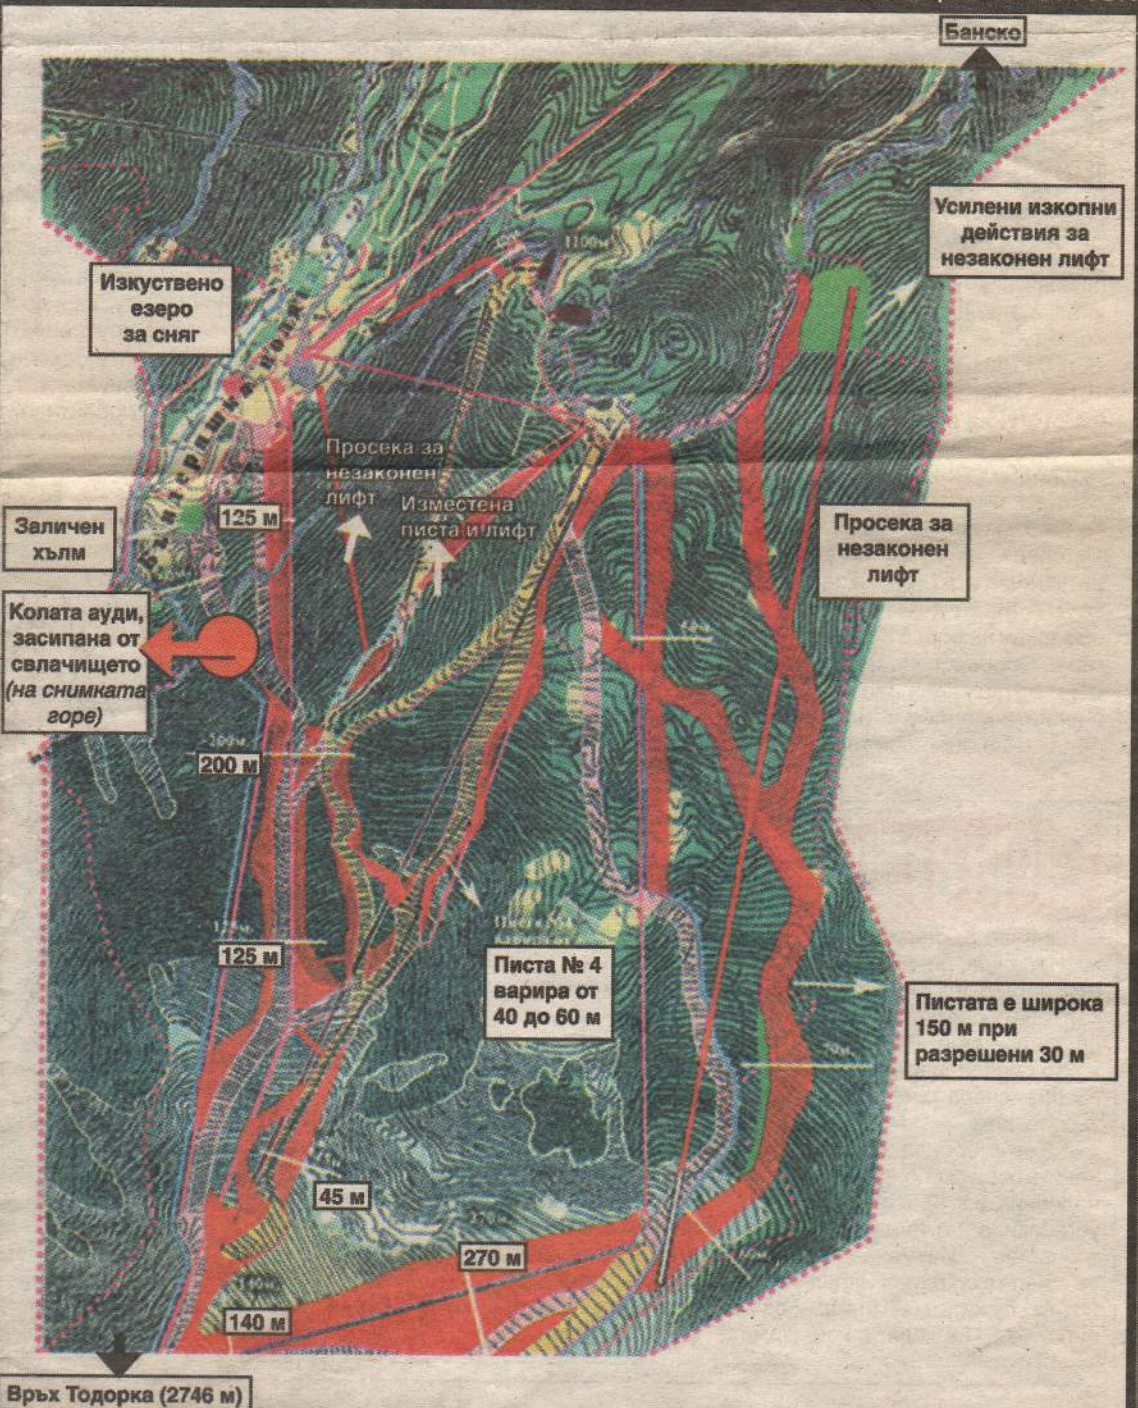 Банско
Усилени изкопни
действия за
незаконен лифт
1100м
Изкуствено
езеро
за сняг
Просека за
незаконен
лифт
Изместена
писта и лифт
125 м
Заличен
хълм
Просека за
незаконен
лифт
Колата ауди,
засипана от
свлачището
(на снимката
горе)
200 м
125 м
Писта № 4
варира от
40 до 60 м
Пистата е широка
150 м при
разрешени 30 м
45 м
270 м
140 м
Връх Тодорка (2746 м)